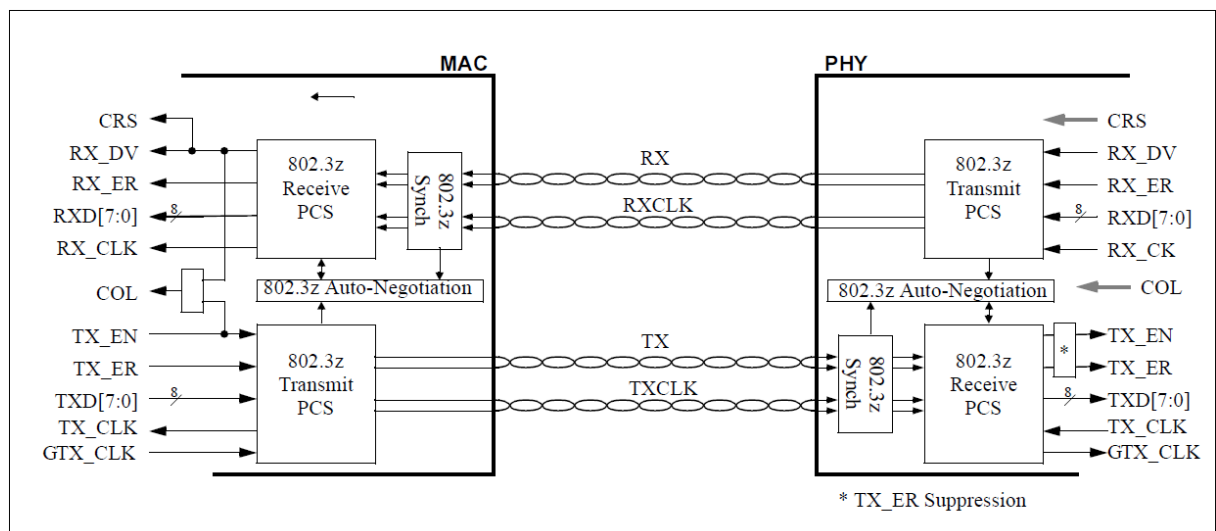 MAC
PHY
CRS
RX_DV
RX_ER
RXD[7:0]
8
RX_CLK
COL
TX_EN
TX_ER
TXD[7:0]
8
TX_CLK
GTX_CLK
802.3z
Receive
PCS
802.3z
Synch
802.3z Auto-Negotiation
802.3z
Transmit
PCS
RX
RXCLK
TX
TXCLK
802.3z
Transmit
PCS
802.3z Auto-Negotiation
802.3z
Synch
802.3z
Receive
PCS
*
CRS
RX_DV
RX_ER
8
RXD[7:0]
RX_CK
COL
TX_EN
TX_ER
8
TXD[7:0]
TX_CLK
GTX_CLK
* TX_ER Suppression